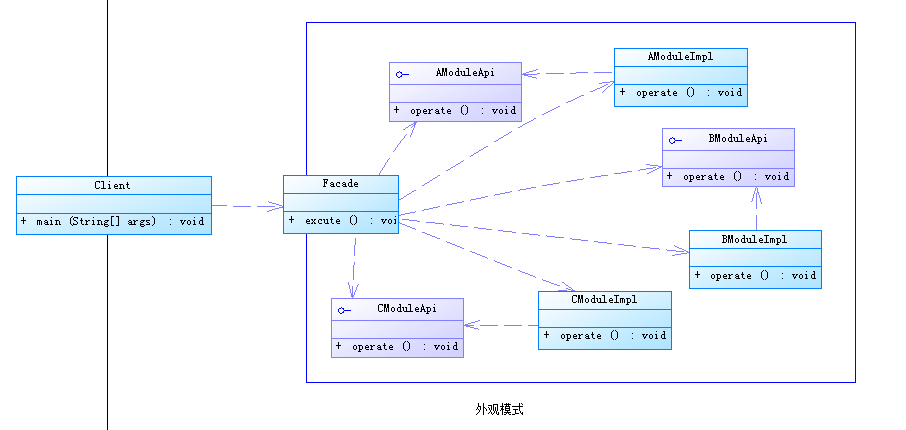 AModuleApi
+ operate () : void
AModuleImpl
+ operate () : void
BModuleApi
+ operate () : void
Client
+ main (String[] args) : void
Facade
+ excute () : voi
BModuleImpl
+ operate () : void
CModuleApi
+ operate () : void
CModuleImpl
+ operate () : void
外观模式